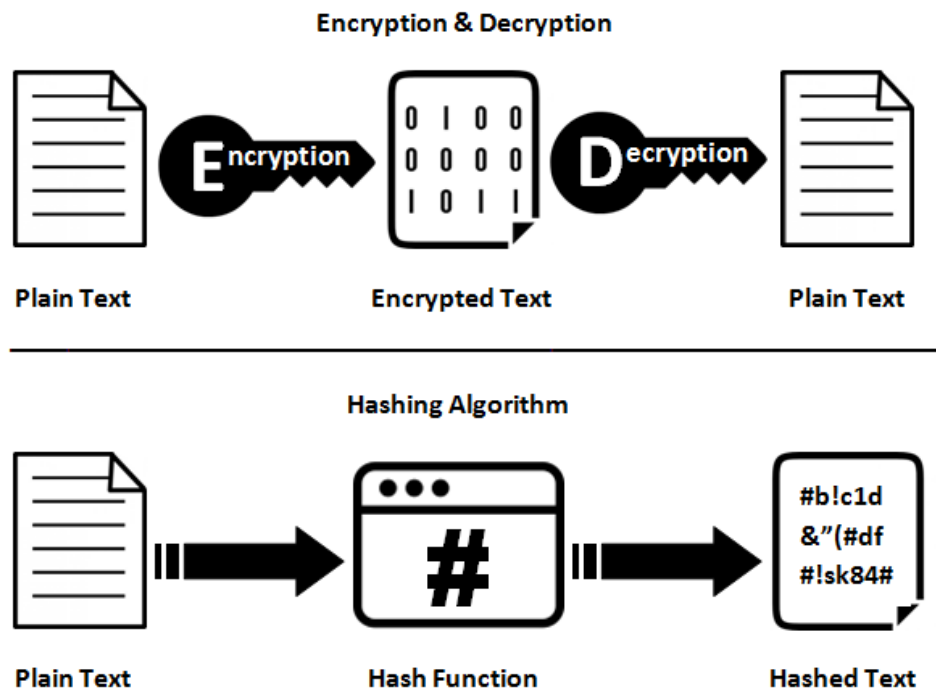 Encryption & Decryption
Encryption
0 1 0 0
0 0 0 0
1 0 1 1
Decryption
Plain Text
Encrypted Text
Plain Text
Hashing Algorithm
#
#b!c1d
&”(#df
#!sk84#
Plain Text
Hash Function
Hashed Text